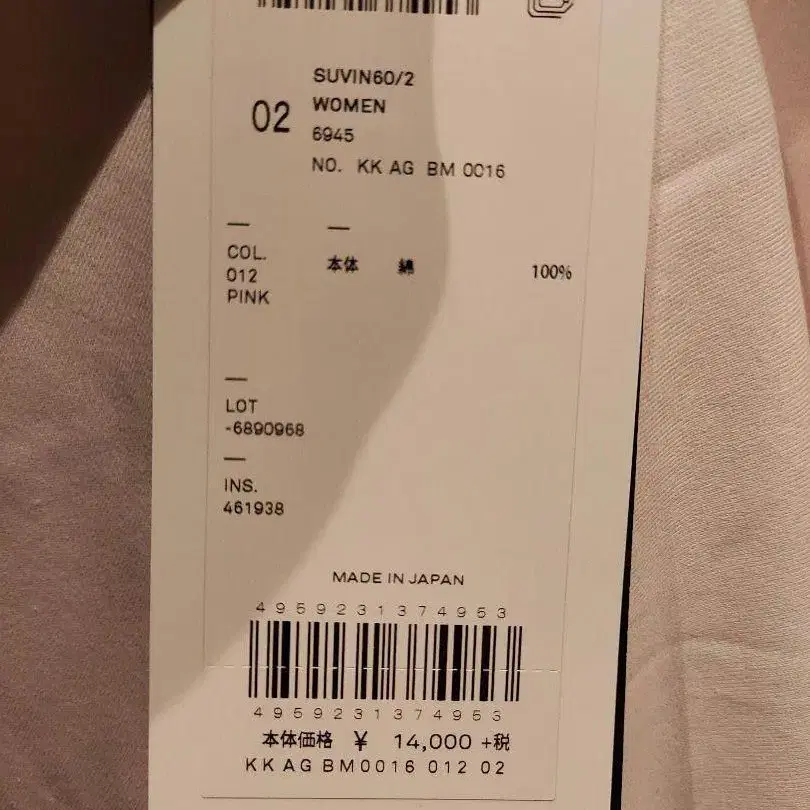 SUVIN60/2
02
WOMEN
6945
NO. KK AG BM 0016
COL.
012
PINK
本体 綿 100%
LOT
-6890968
INS.
461938
MADE IN JAPAN
4959231374953
4959231374953
本体価格 ¥ 14,000 +税
KK AG BM0016 012 02